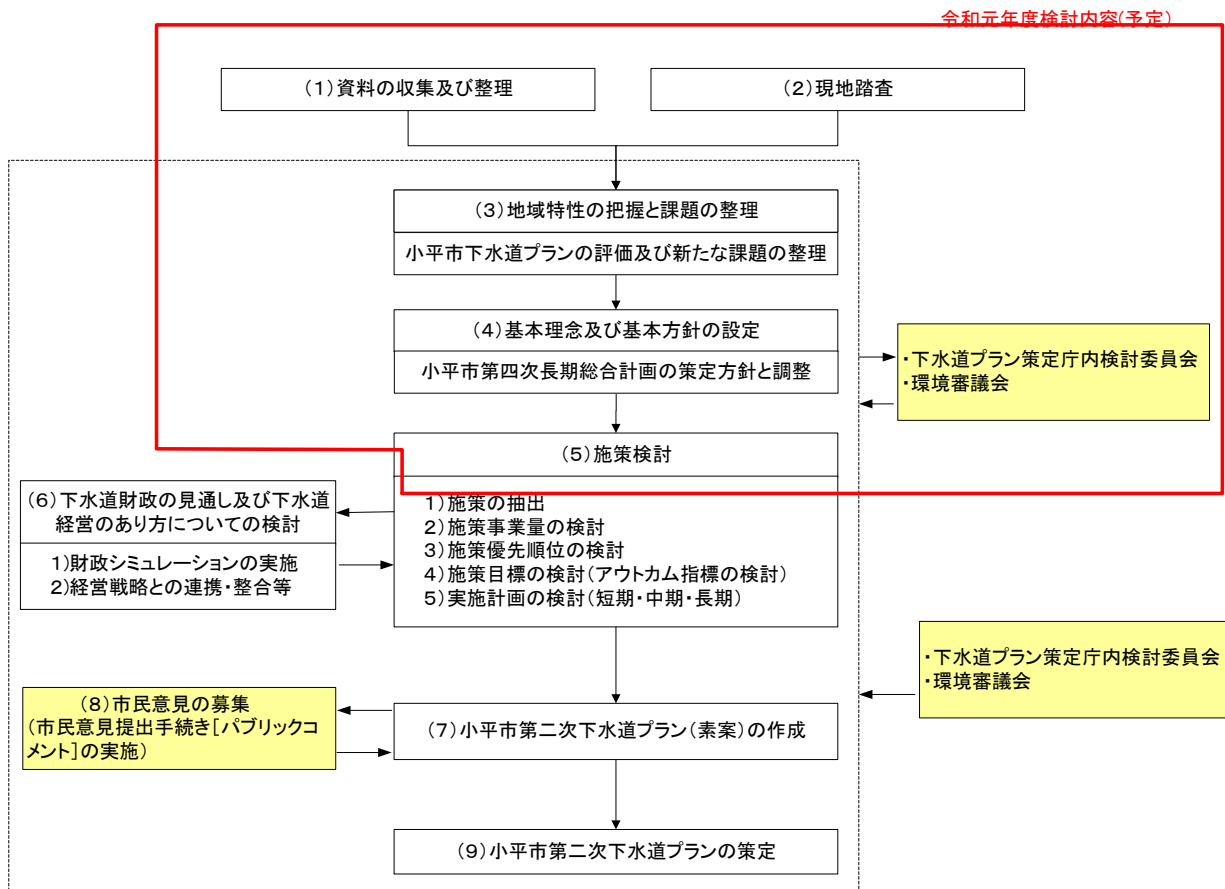 令和元年度検討内容(予定)
(1)資料の収集及び整理
(2)現地踏査
(3)地域特性の把握と課題の整理
小平市下水道プランの評価及び新たな課題の整理
(4)基本理念及び基本方針の設定
小平市第四次長期総合計画の策定方針と調整
・下水道プラン策定庁内検討委員会
・環境審議会
(5)施策検討
1)施策の抽出
2)施策事業量の検討
3)施策優先順位の検討
4)施策目標の検討(アウトカム指標の検討)
5)実施計画の検討(短期・中期・長期)
(6)下水道財政の見通し及び下水道
経営のあり方についての検討
1)財政シミュレーションの実施
2)経営戦略との連携・整合等
・下水道プラン策定庁内検討委員会
・環境審議会
(8)市民意見の募集
(市民意見提出手続き[パブリックコ
メント]の実施)
(7)小平市第二次下水道プラン(素案)の作成
(9)小平市第二次下水道プランの策定